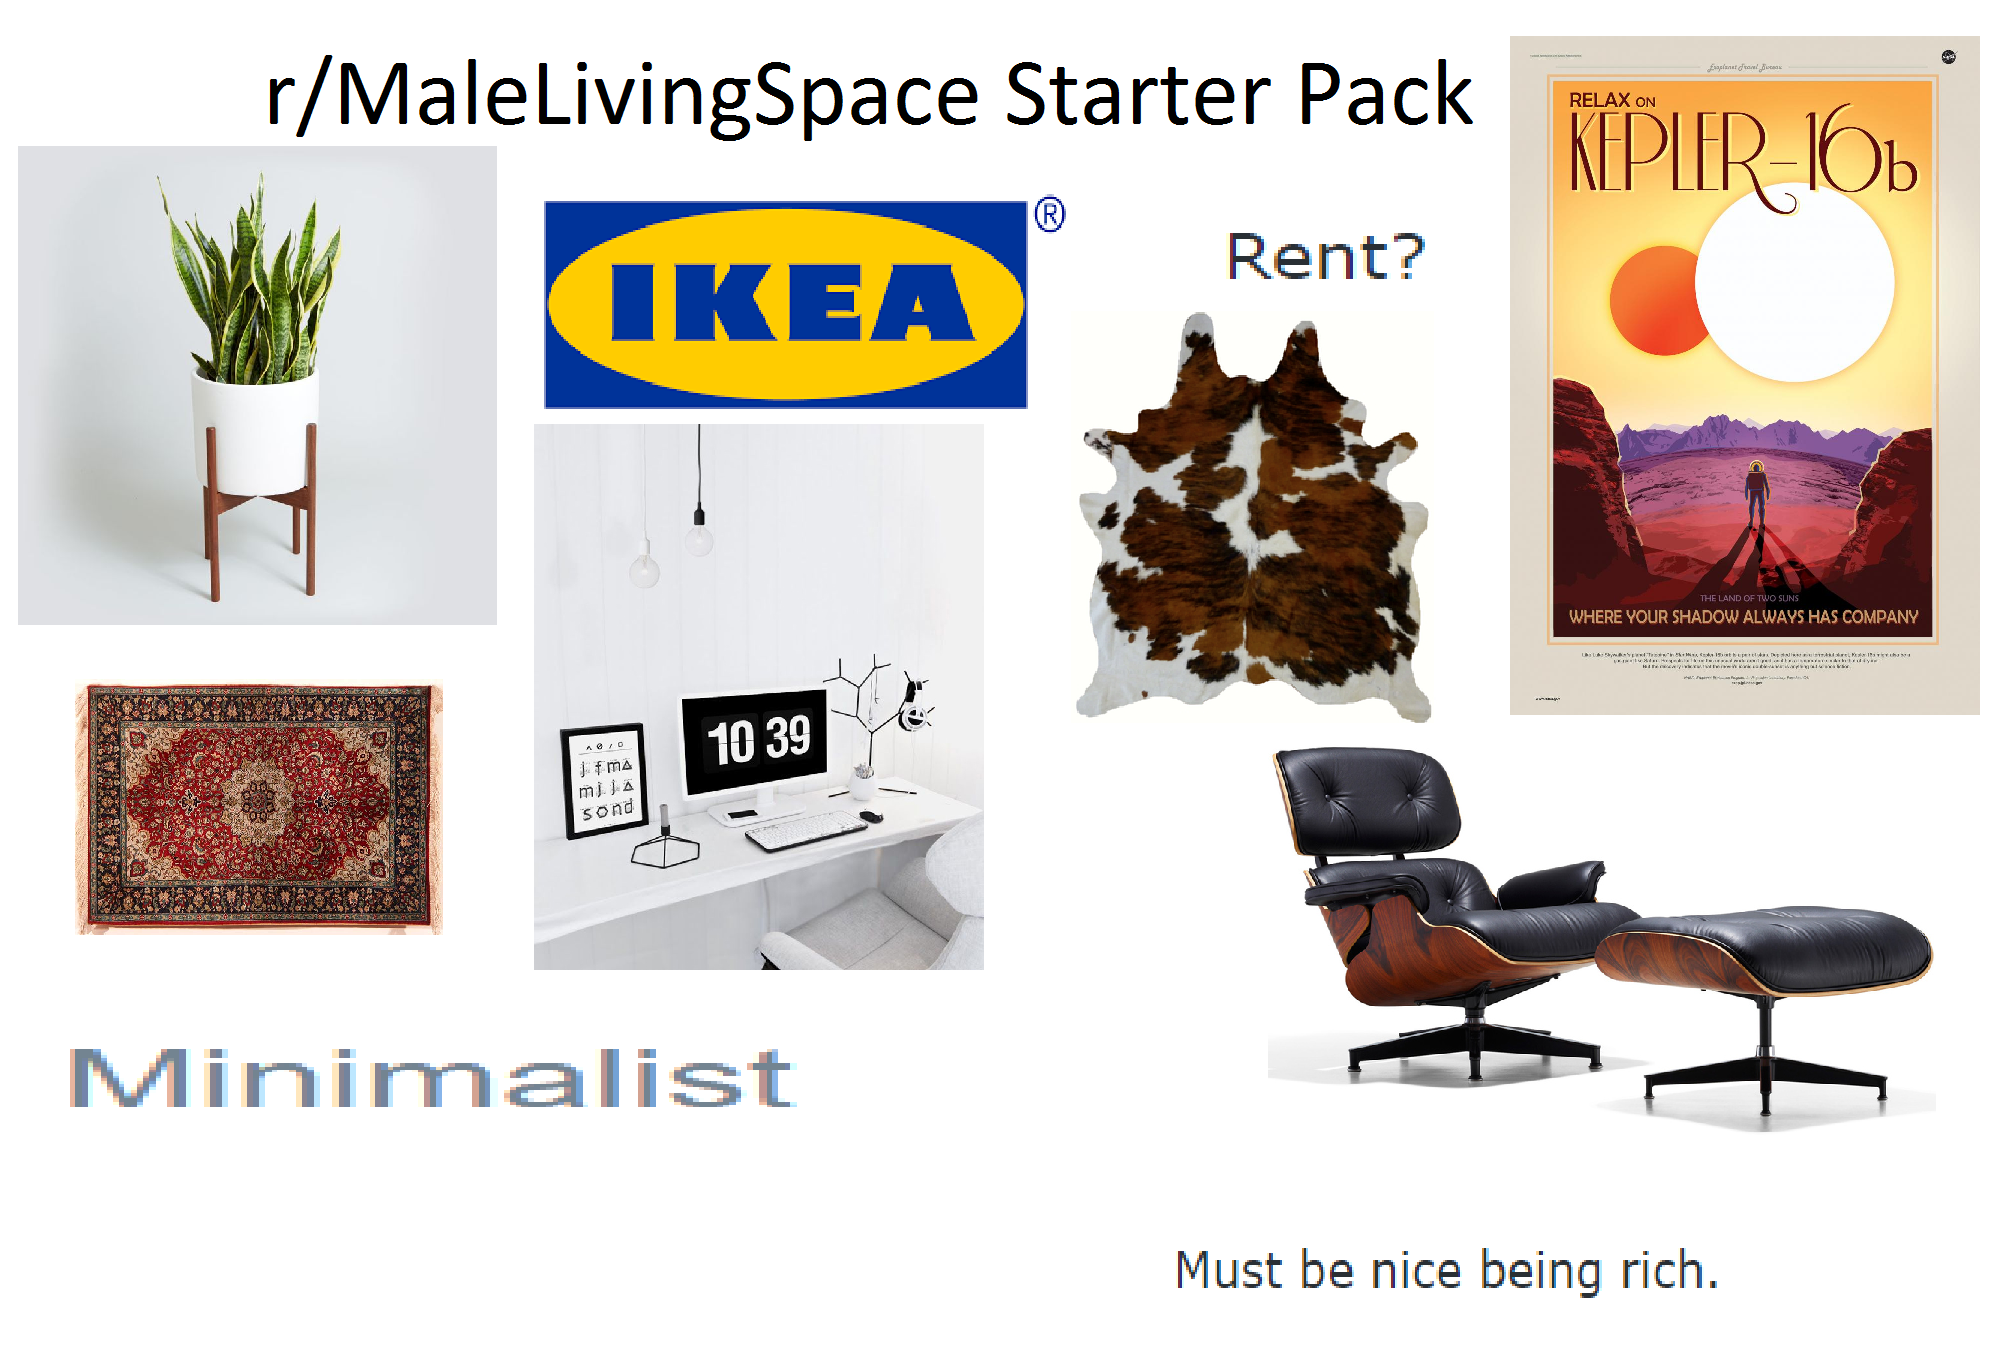 r/MaleLivingSpace Starter Pack
IKEA
®
Rent?
Exoplanet Travel Bureau
RELAX ON
KEPLER-16b
THE LAND OF TWO SUNS
WHERE YOUR SHADOW ALWAYS HAS COMPANY
10 39
j f m a
m j j a
s o n d
Minimalist
Must be nice being rich.